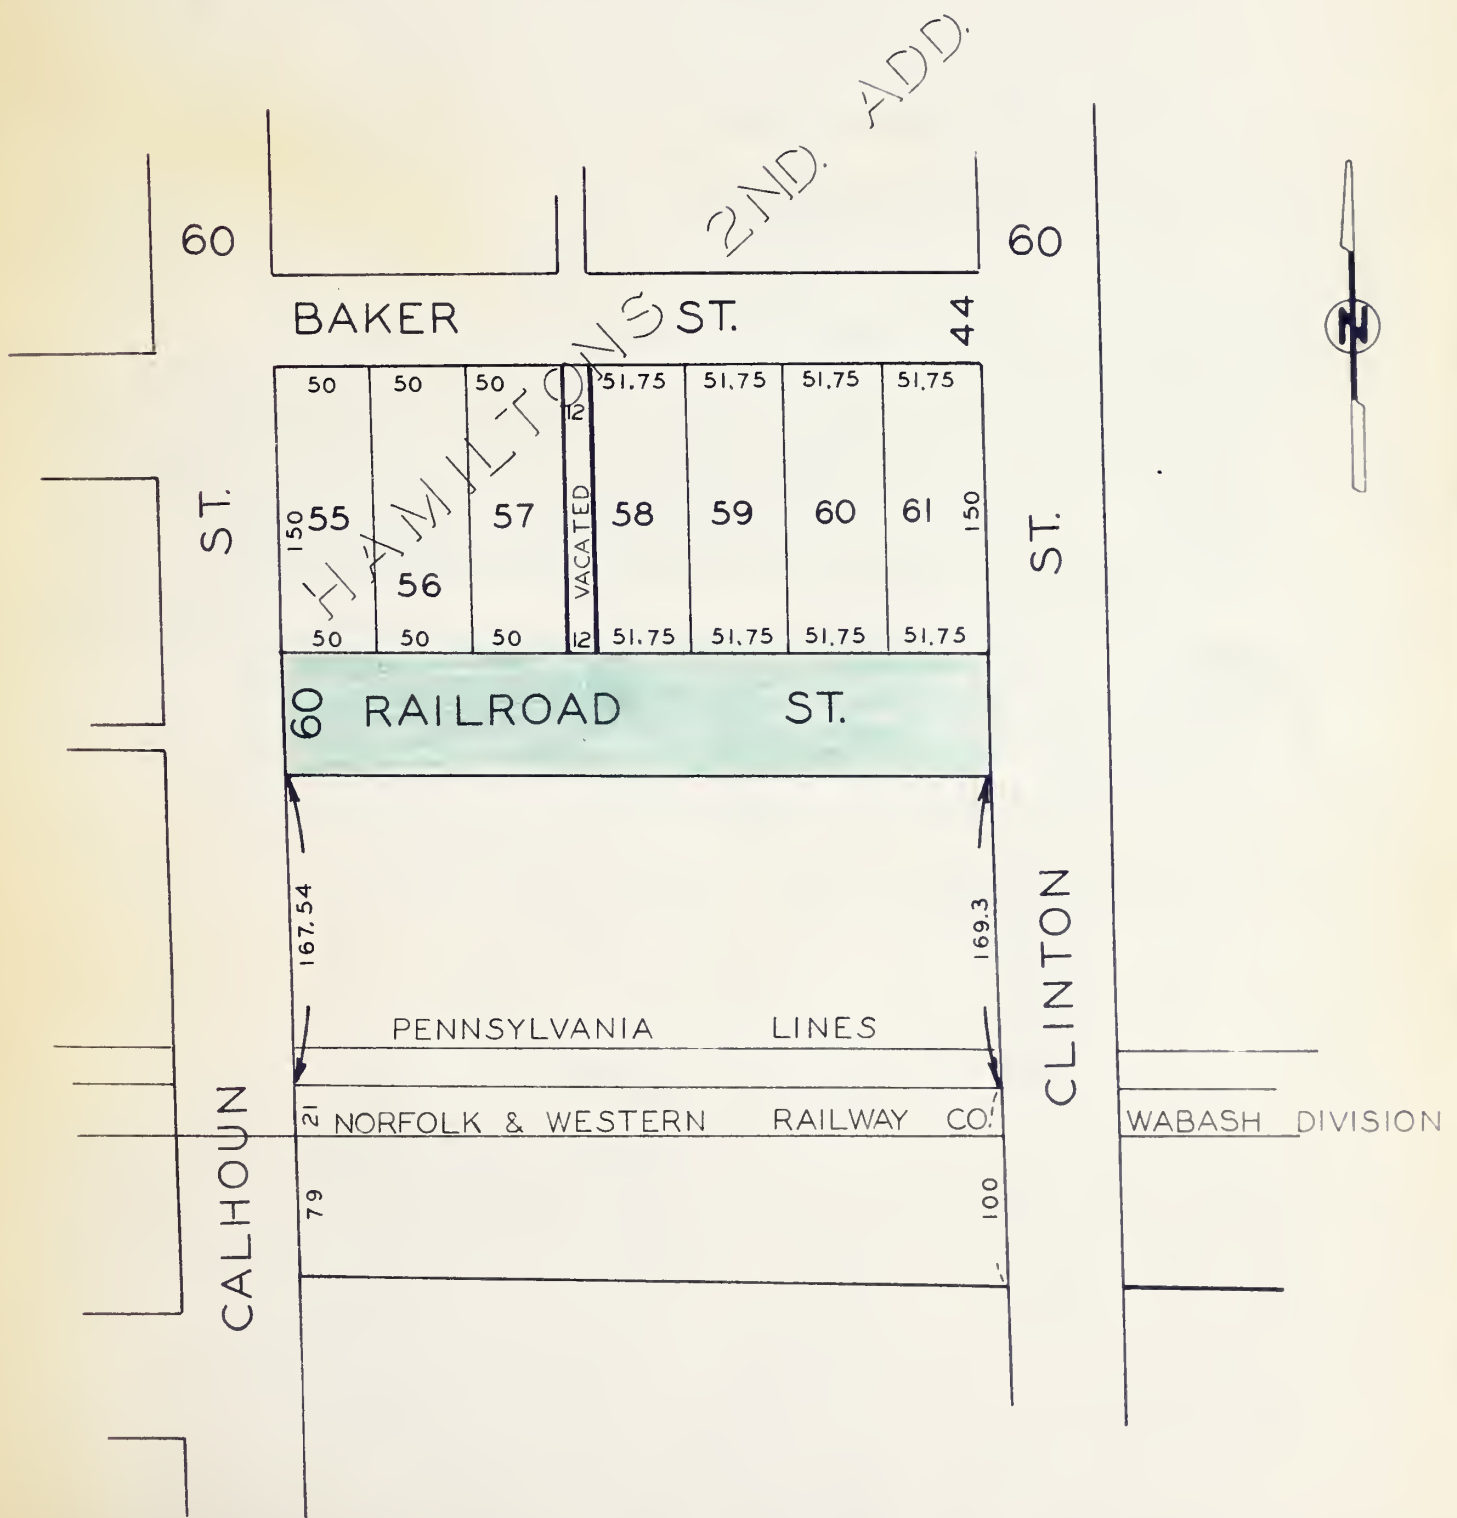 HAMILTONS 2ND. ADD.
60
60
BAKER ST.
44
N
50 50 50 51.75 51.75 51.75 51.75
12
ST.
150
55
56
57
VACATED
58
59
60
61
150
ST.
50 50 50 12 51.75 51.75 51.75 51.75
60
RAILROAD ST.
167.54
169.3
CLINTON
PENNSYLVANIA LINES
CALHOUN
21
NORFOLK & WESTERN RAILWAY CO. WABASH DIVISION
79
100